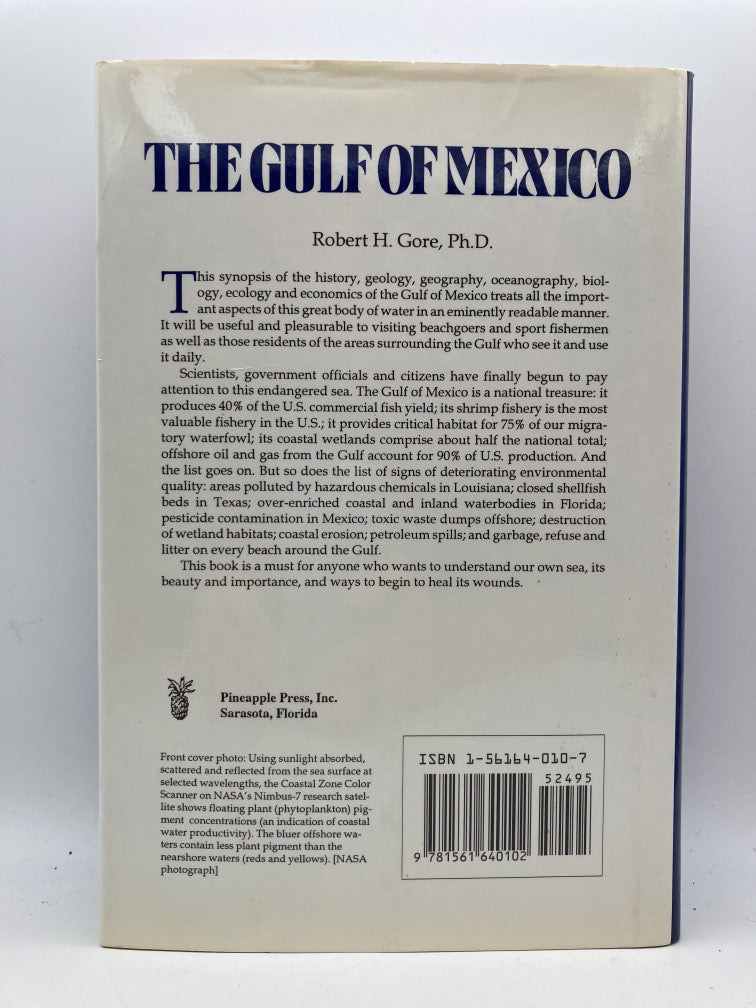 THE GULF OF MEXICO
Robert H. Gore, Ph.D.
This synopsis of the history, geology, geography, oceanography, biol-
ogy, ecology and economics of the Gulf of Mexico treats all the import-
ant aspects of this great body of water in an eminently readable manner.
It will be useful and pleasurable to visiting beachgoers and sport fishermen
as well as those residents of the areas surrounding the Gulf who see it and use
it daily.
Scientists, government officials and citizens have finally begun to pay
attention to this endangered sea. The Gulf of Mexico is a national treasure: it
produces 40% of the U.S. commercial fish yield; its shrimp fishery is the most
valuable fishery in the U.S.; it provides critical habitat for 75% of our migra-
tory waterfowl; its coastal wetlands comprise about half the national total;
offshore oil and gas from the Gulf account for 90% of U.S. production. And
the list goes on. But so does the list of signs of deteriorating environmental
quality: areas polluted by hazardous chemicals in Louisiana; closed shellfish
beds in Texas; over-enriched coastal and inland waterbodies in Florida;
pesticide contamination in Mexico; toxic waste dumps offshore; destruction
of wetland habitats; coastal erosion; petroleum spills; and garbage, refuse and
litter on every beach around the Gulf.
This book is a must for anyone who wants to understand our own sea, its
beauty and importance, and ways to begin to heal its wounds.
Pineapple Press, Inc.
Sarasota, Florida
Front cover photo: Using sunlight absorbed,
scattered and reflected from the sea surface at
selected wavelengths, the Coastal Zone Color
Scanner on NASA's Nimbus-7 research satel-
lite shows floating plant (phytoplankton) pig-
ment concentrations (an indication of coastal
water productivity). The bluer offshore wa-
ters contain less plant pigment than the
nearshore waters (reds and yellows). [NASA
photograph]
ISBN 1-56164-010-7
52495
9 781561 640102